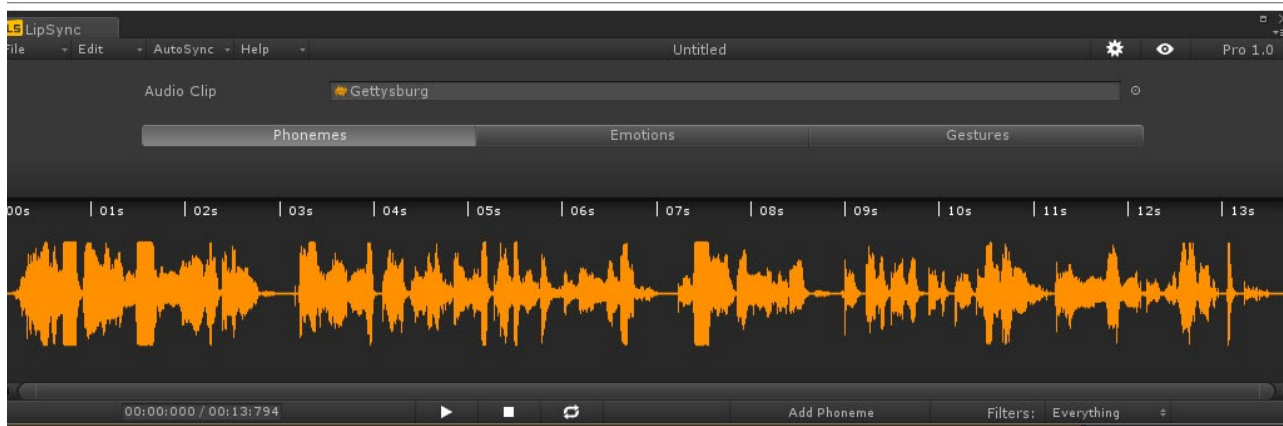 LS LipSync
File Edit AutoSync Help Untitled Pro 1.0
Audio Clip Gettysburg
Phonemes Emotions Gestures
00s 01s 02s 03s 04s 05s 06s 07s 08s 09s 10s 11s 12s 13s
00:00:000 / 00:13:794 Add Phoneme Filters: Everything